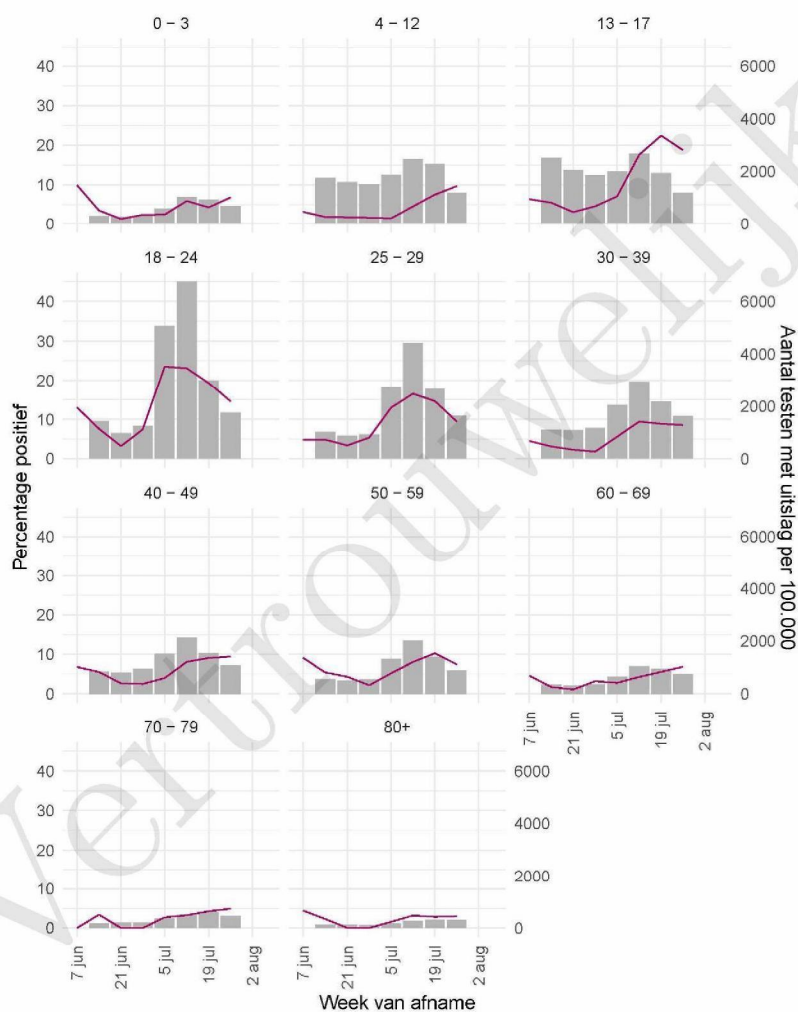 0 – 3
4 – 12
13 – 17
40
30
20
10
0
6000
4000
2000
0
18 – 24
25 – 29
30 – 39
40
30
20
10
0
6000
4000
2000
0
40 – 49
50 – 59
60 – 69
40
30
20
10
0
6000
4000
2000
0
7 jun
21 jun
5 jul
19 jul
2 aug
70 – 79
80+
40
30
20
10
0
6000
4000
2000
0
7 jun
21 jun
5 jul
19 jul
2 aug
7 jun
21 jun
5 jul
19 jul
2 aug
Percentage positief
Aantal testen met uitslag per 100.000
Week van afname
Vertrouwelijk